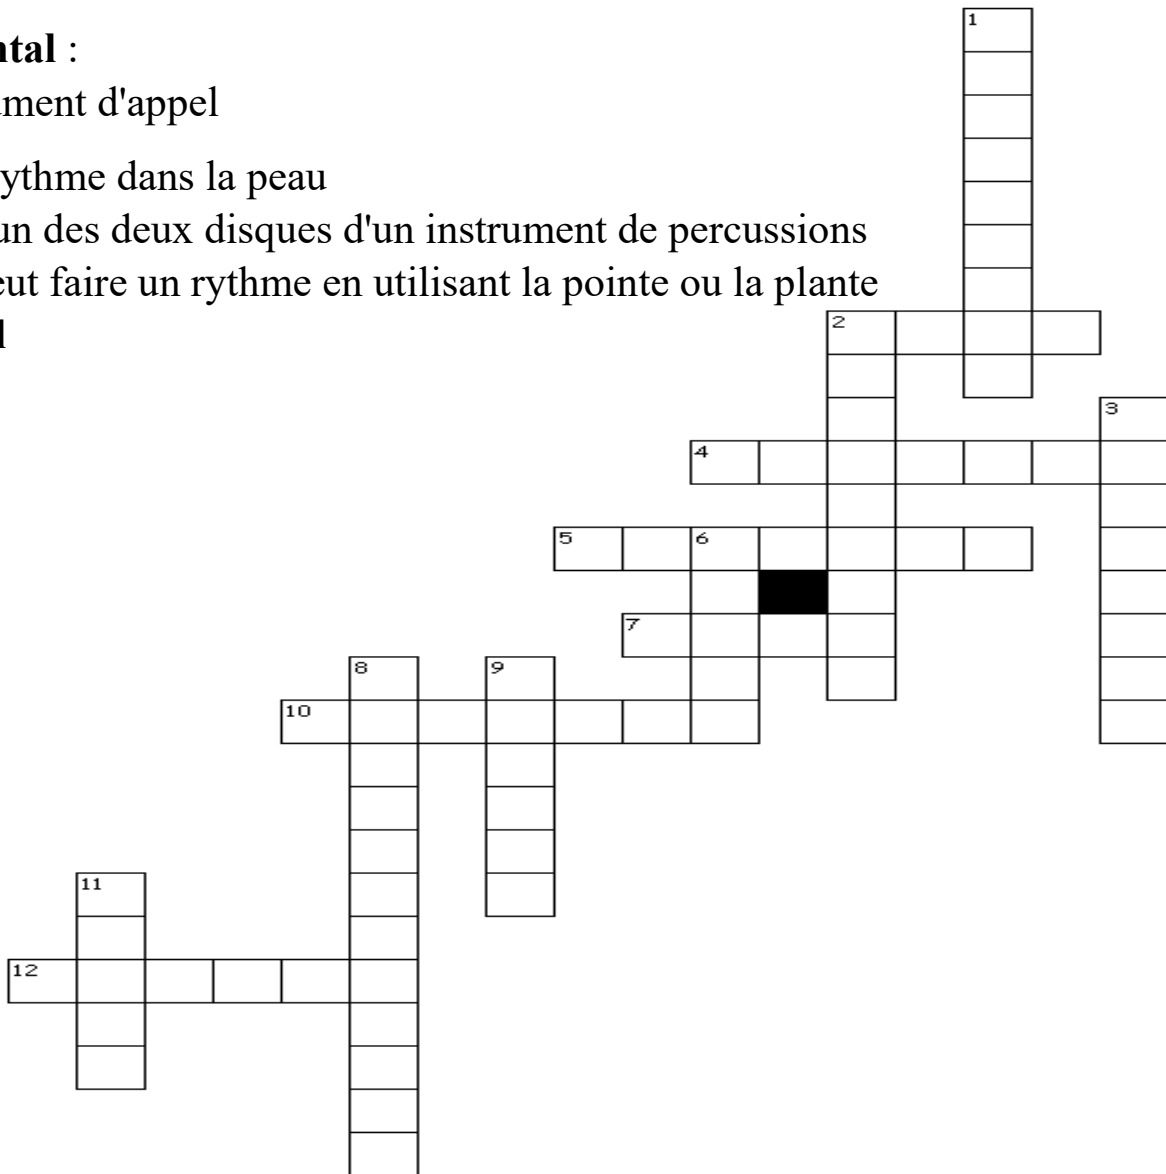 1
ntal :
ument d'appel
ythme dans la peau
un des deux disques d'un instrument de percussions
eut faire un rythme en utilisant la pointe ou la plante
2
l
3
4
5 6
7
8 9
10
11
12